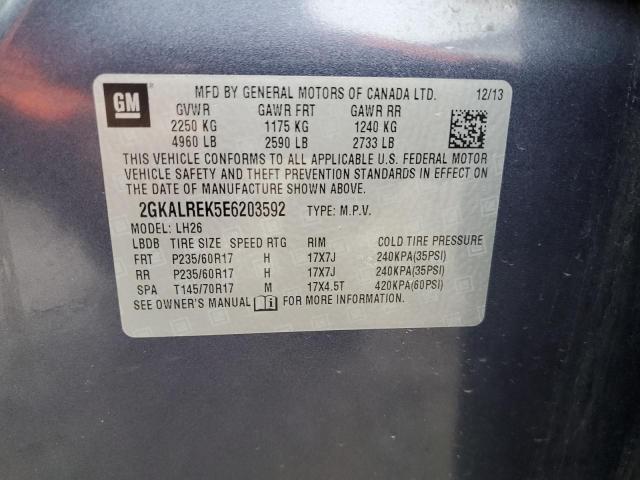 GM
MFD BY GENERAL MOTORS OF CANADA LTD. 12/13
GVWR GAWR FRT GAWR RR
2250 KG 1175 KG 1240 KG
4960 LB 2590 LB 2733 LB
THIS VEHICLE CONFORMS TO ALL APPLICABLE U.S. FEDERAL MOTOR
VEHICLE SAFETY AND THEFT PREVENTION STANDARDS IN EFFECT ON
THE DATE OF MANUFACTURE SHOWN ABOVE.
2GKALREK5E6203592 TYPE: M.P.V.
MODEL: LH26
LBDB TIRE SIZE SPEED RTG RIM COLD TIRE PRESSURE
FRT P235/60R17 H 17X7J 240KPA(35PSI)
RR P235/60R17 H 17X7J 240KPA(35PSI)
SPA T145/70R17 M 17X4.5T 420KPA(60PSI)
SEE OWNER'S MANUAL FOR MORE INFORMATION.